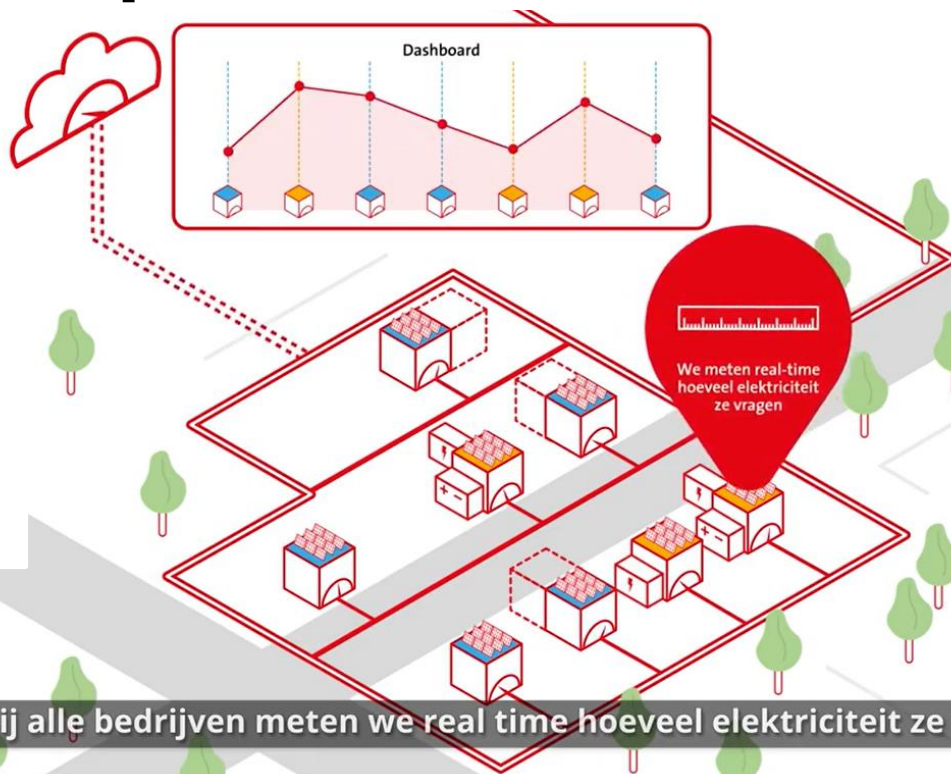 Dashboard
We meten real-time
hoeveel elektriciteit
ze vragen
ij alle bedrijven meten we real time hoeveel elektriciteit ze